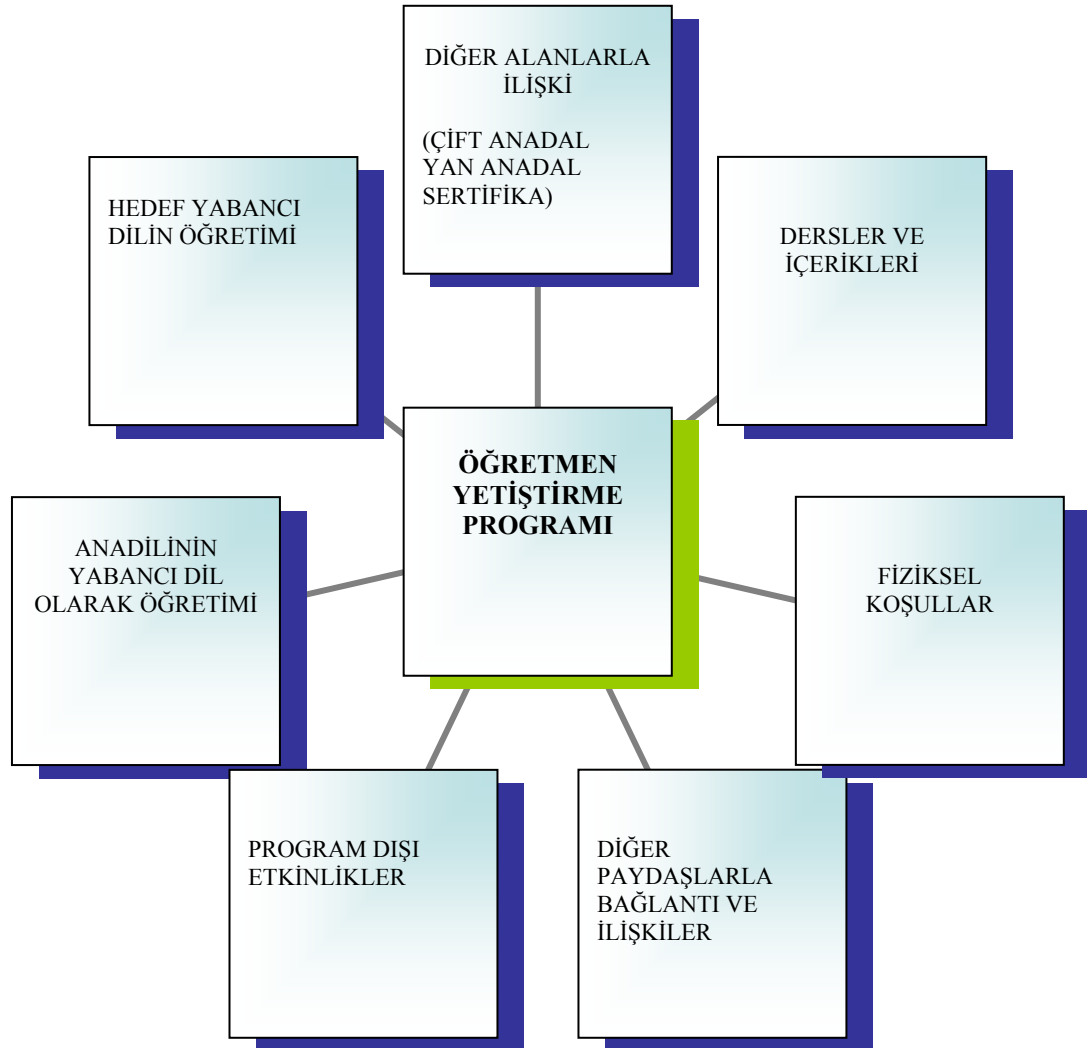 DİĞER ALANLARLA
İLİŞKİ
(ÇİFT ANADAL
YAN ANADAL
SERTİFİKA)
HEDEF YABANCI
DİLİN ÖĞRETİMİ
DERSLER VE
İÇERİKLERİ
ÖĞRETMEN
YETİŞTİRME
PROGRAMI
ANADİLİNİN
YABANCI DİL
OLARAK ÖĞRETİMİ
FİZİKSEL
KOŞULLAR
PROGRAM DIŞI
ETKİNLİKLER
DİĞER
PAYDAŞLARLA
BAĞLANTI VE
İLİŞKİLER